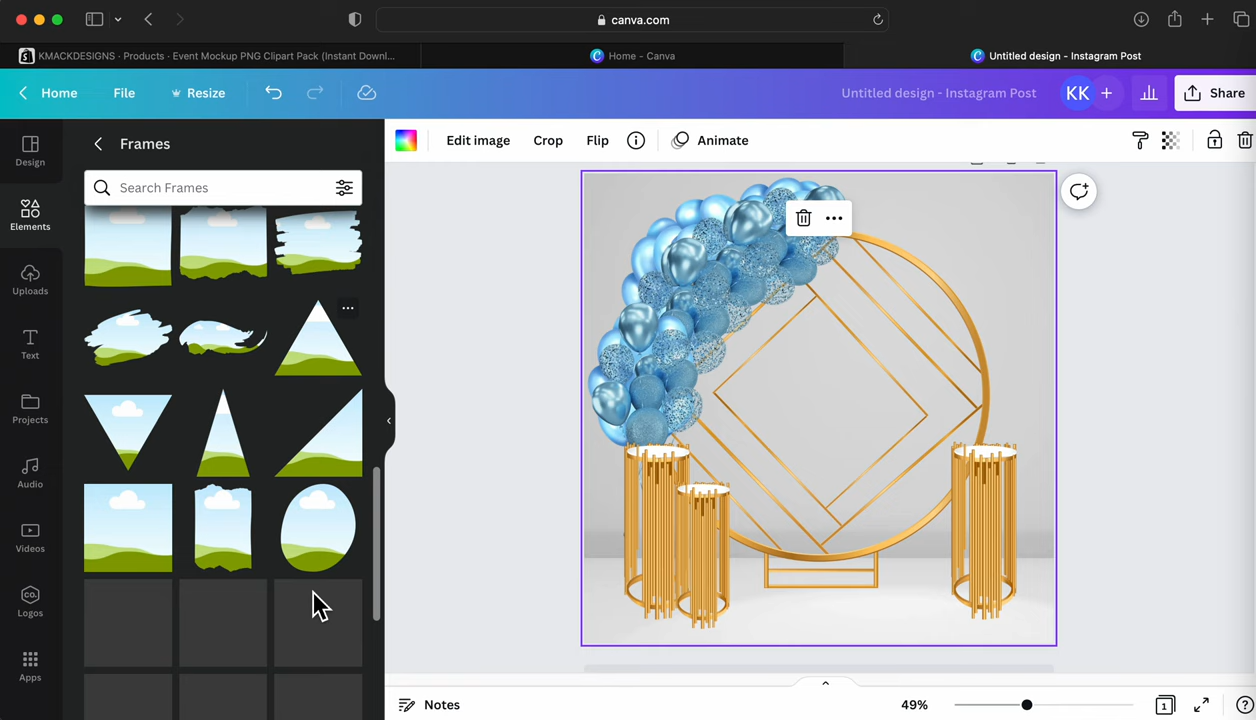 canva.com
KMACKDESIGNS · Products · Event Mockup PNG Clipart Pack (Instant Downl...
Home - Canva
Untitled design - Instagram Post
Home
File
Resize
Untitled design - Instagram Post
KK
Share
Design
Elements
Uploads
Text
Projects
Audio
Videos
CO.
Logos
Apps
Frames
Search Frames
Edit image
Crop
Flip
Animate
Notes
49%
1